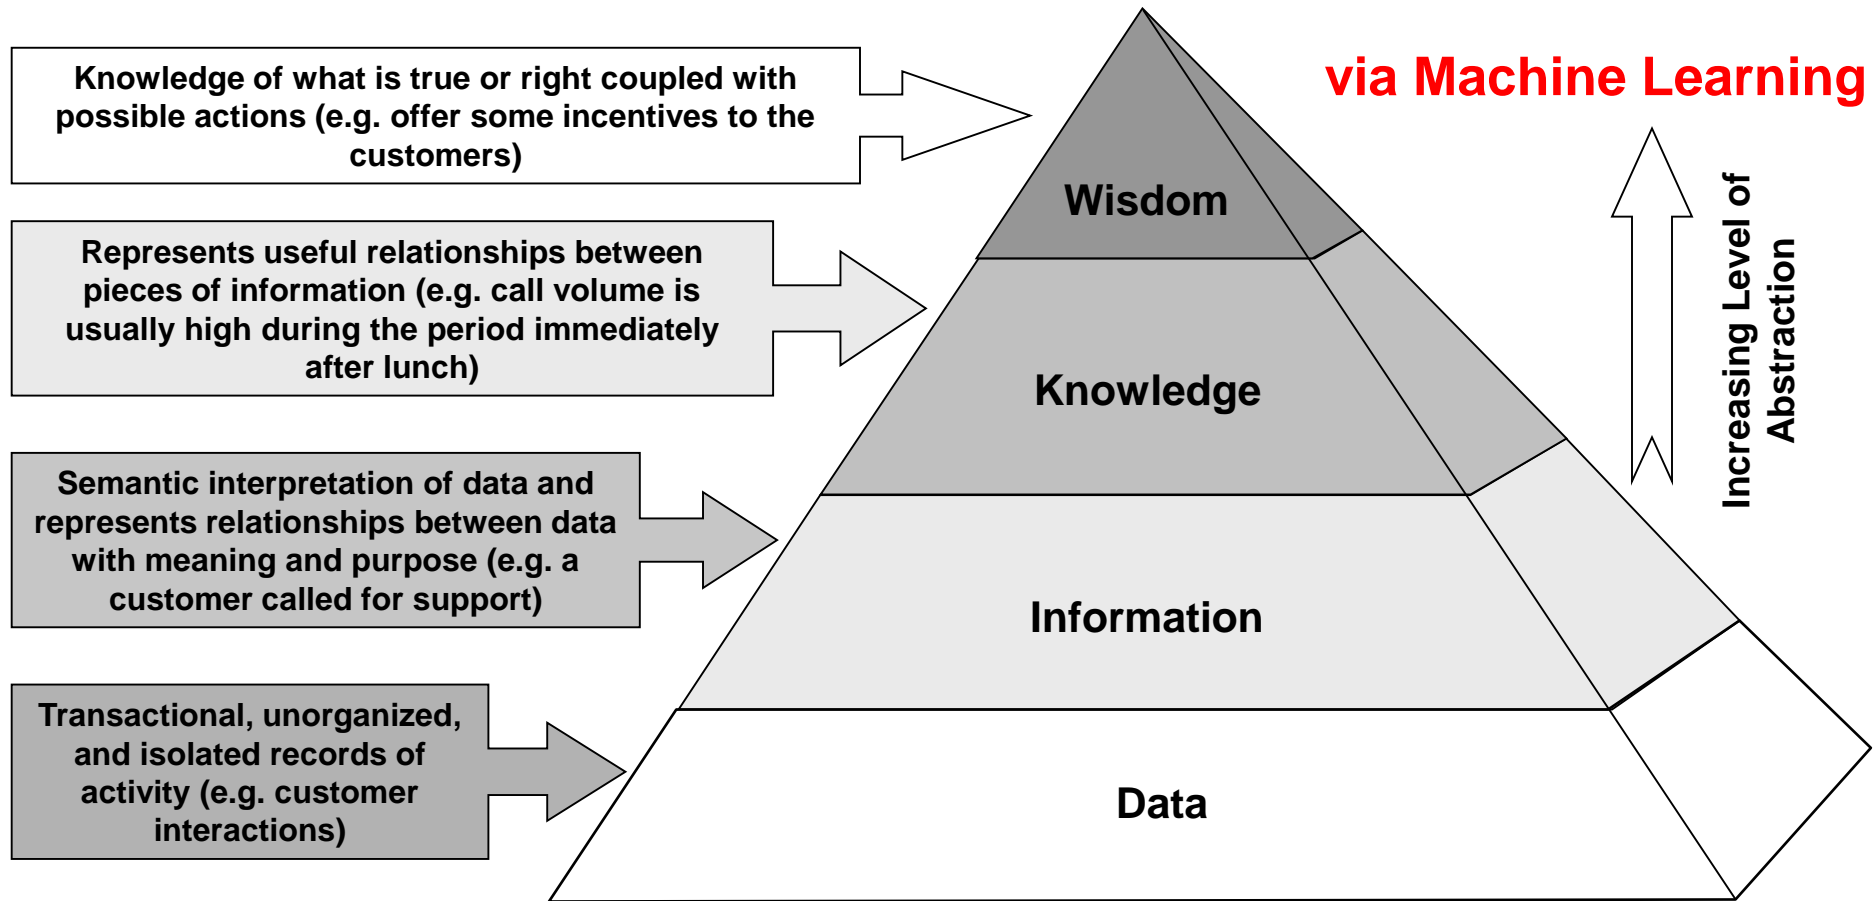 Knowledge of what is true or right coupled with
possible actions (e.g. offer some incentives to the
customers)
via Machine Learning
Wisdom
Increasing Level of
Abstraction
Represents useful relationships between
pieces of information (e.g. call volume is
usually high during the period immediately
after lunch)
Knowledge
Semantic interpretation of data and
represents relationships between data
with meaning and purpose (e.g. a
customer called for support)
Information
Transactional, unorganized,
and isolated records of
activity (e.g. customer
interactions)
Data